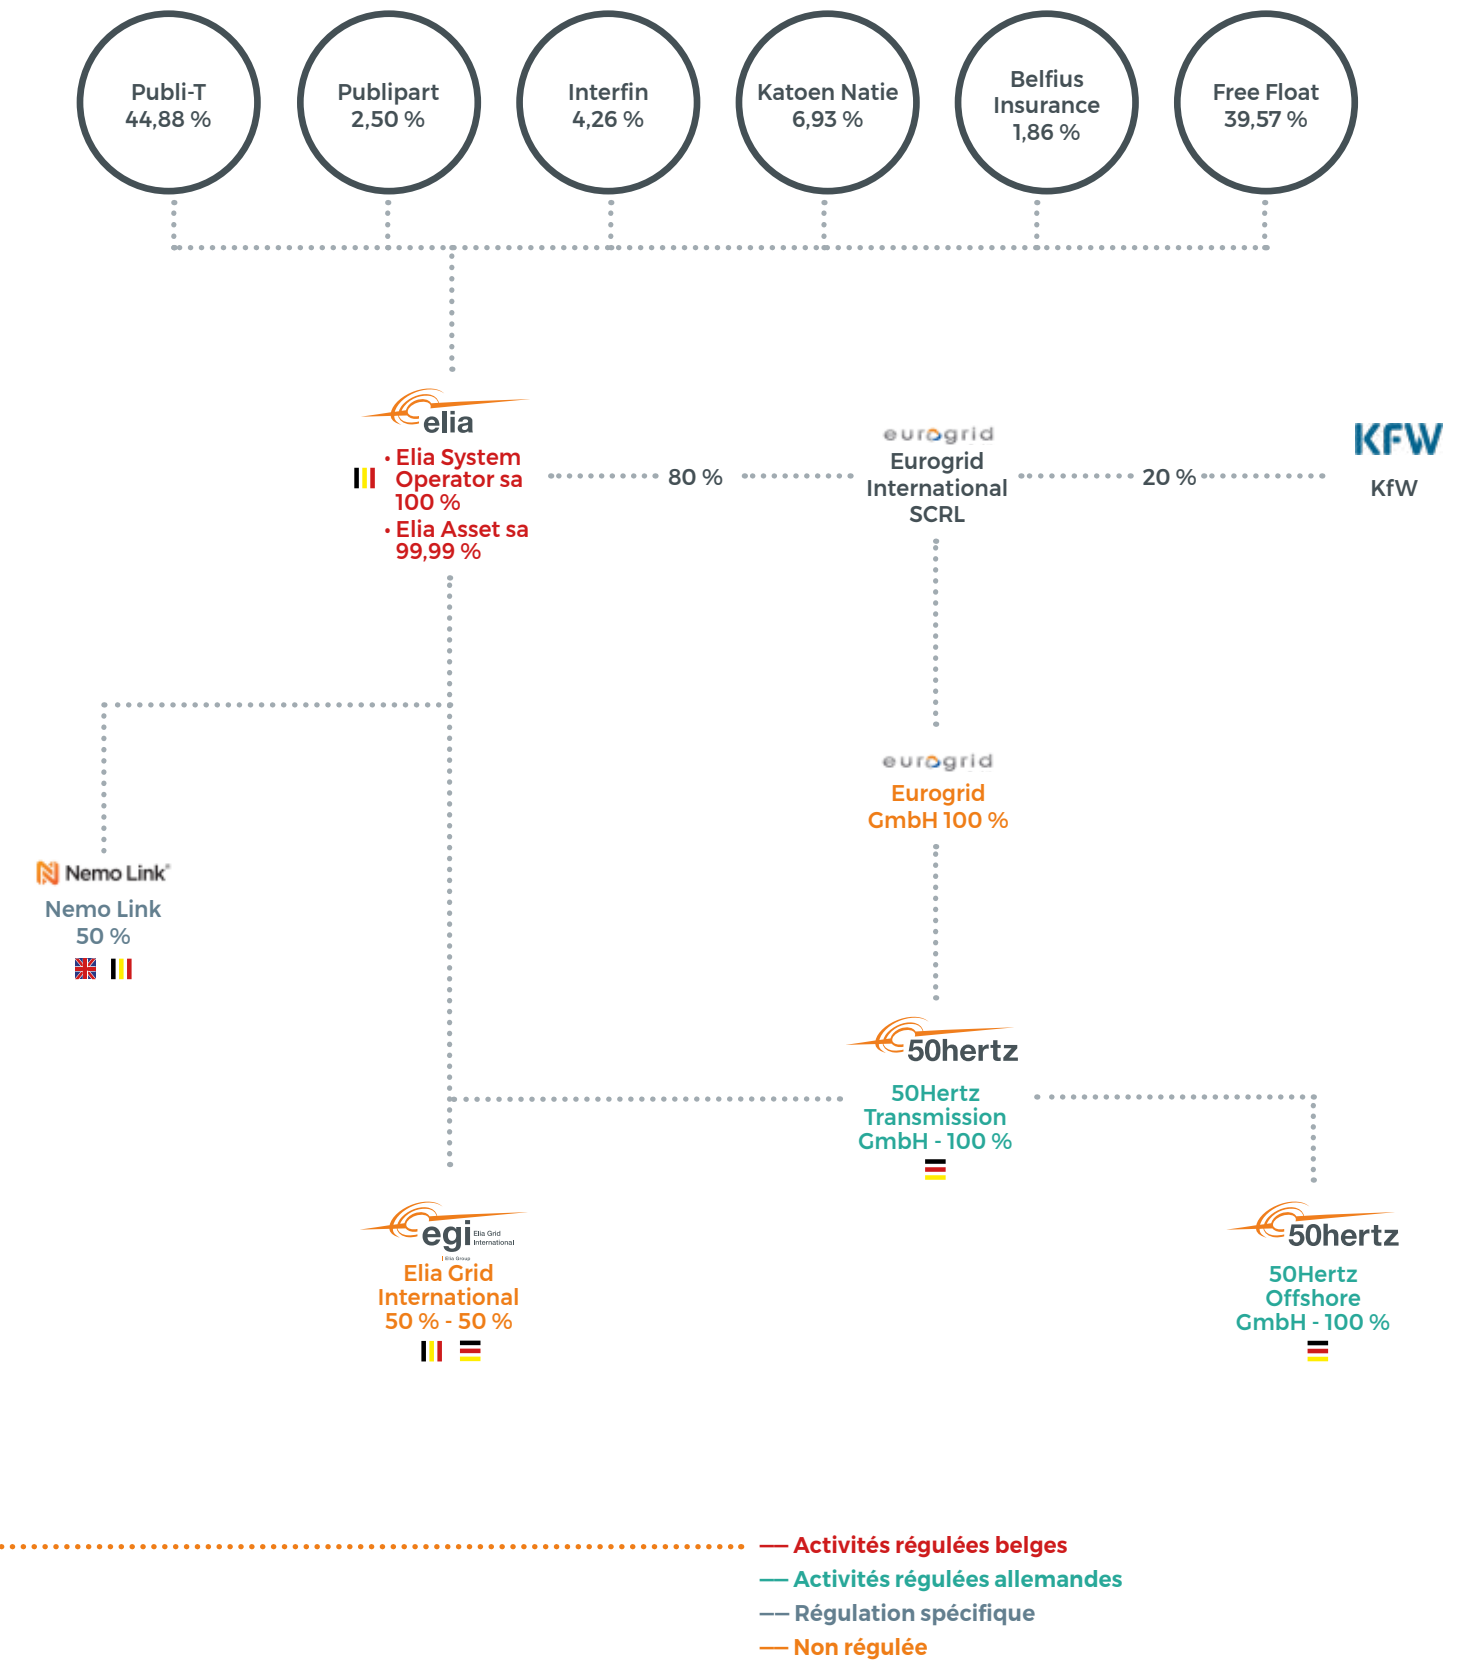 Publi-T
44,88 %
Publipart
2,50 %
Interfin
4,26 %
Katoen Natie
6,93 %
Belfius
Insurance
1,86 %
Free Float
39,57 %
elia
• Elia System
Operator sa
100 %
• Elia Asset sa
99,99 %
80 %
eurogrid
Eurogrid
International
SCRL
20 %
KFW
KfW
eurogrid
Eurogrid
GmbH 100 %
Nemo Link®
Nemo Link
50 %
50hertz
50Hertz
Transmission
GmbH - 100 %
egi
Elia Grid
International
Elia Group
Elia Grid
International
50 % - 50 %
50hertz
50Hertz
Offshore
GmbH - 100 %
Activités régulées belges
Activités régulées allemandes
Régulation spécifique
Non régulée